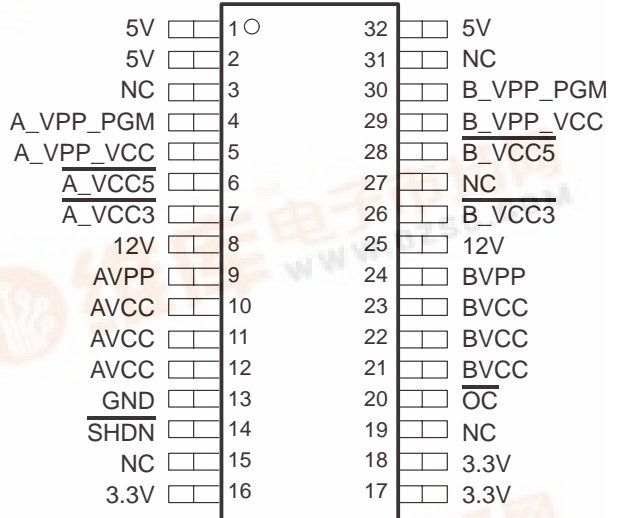 5V 1 32 5V
5V 2 31 NC
NC 3 30 B_VPP_PGM
A_VPP_PGM 4 29 B_VPP_VCC
A_VPP_VCC 5 28 B_VCC5
A_VCC5 6 27 NC
A_VCC3 7 26 B_VCC3
12V 8 25 12V
AVPP 9 24 BVPP
AVCC 10 23 BVCC
AVCC 11 22 BVCC
AVCC 12 21 BVCC
GND 13 20 OC
SHDN 14 19 NC
NC 15 18 3.3V
3.3V 16 17 3.3V